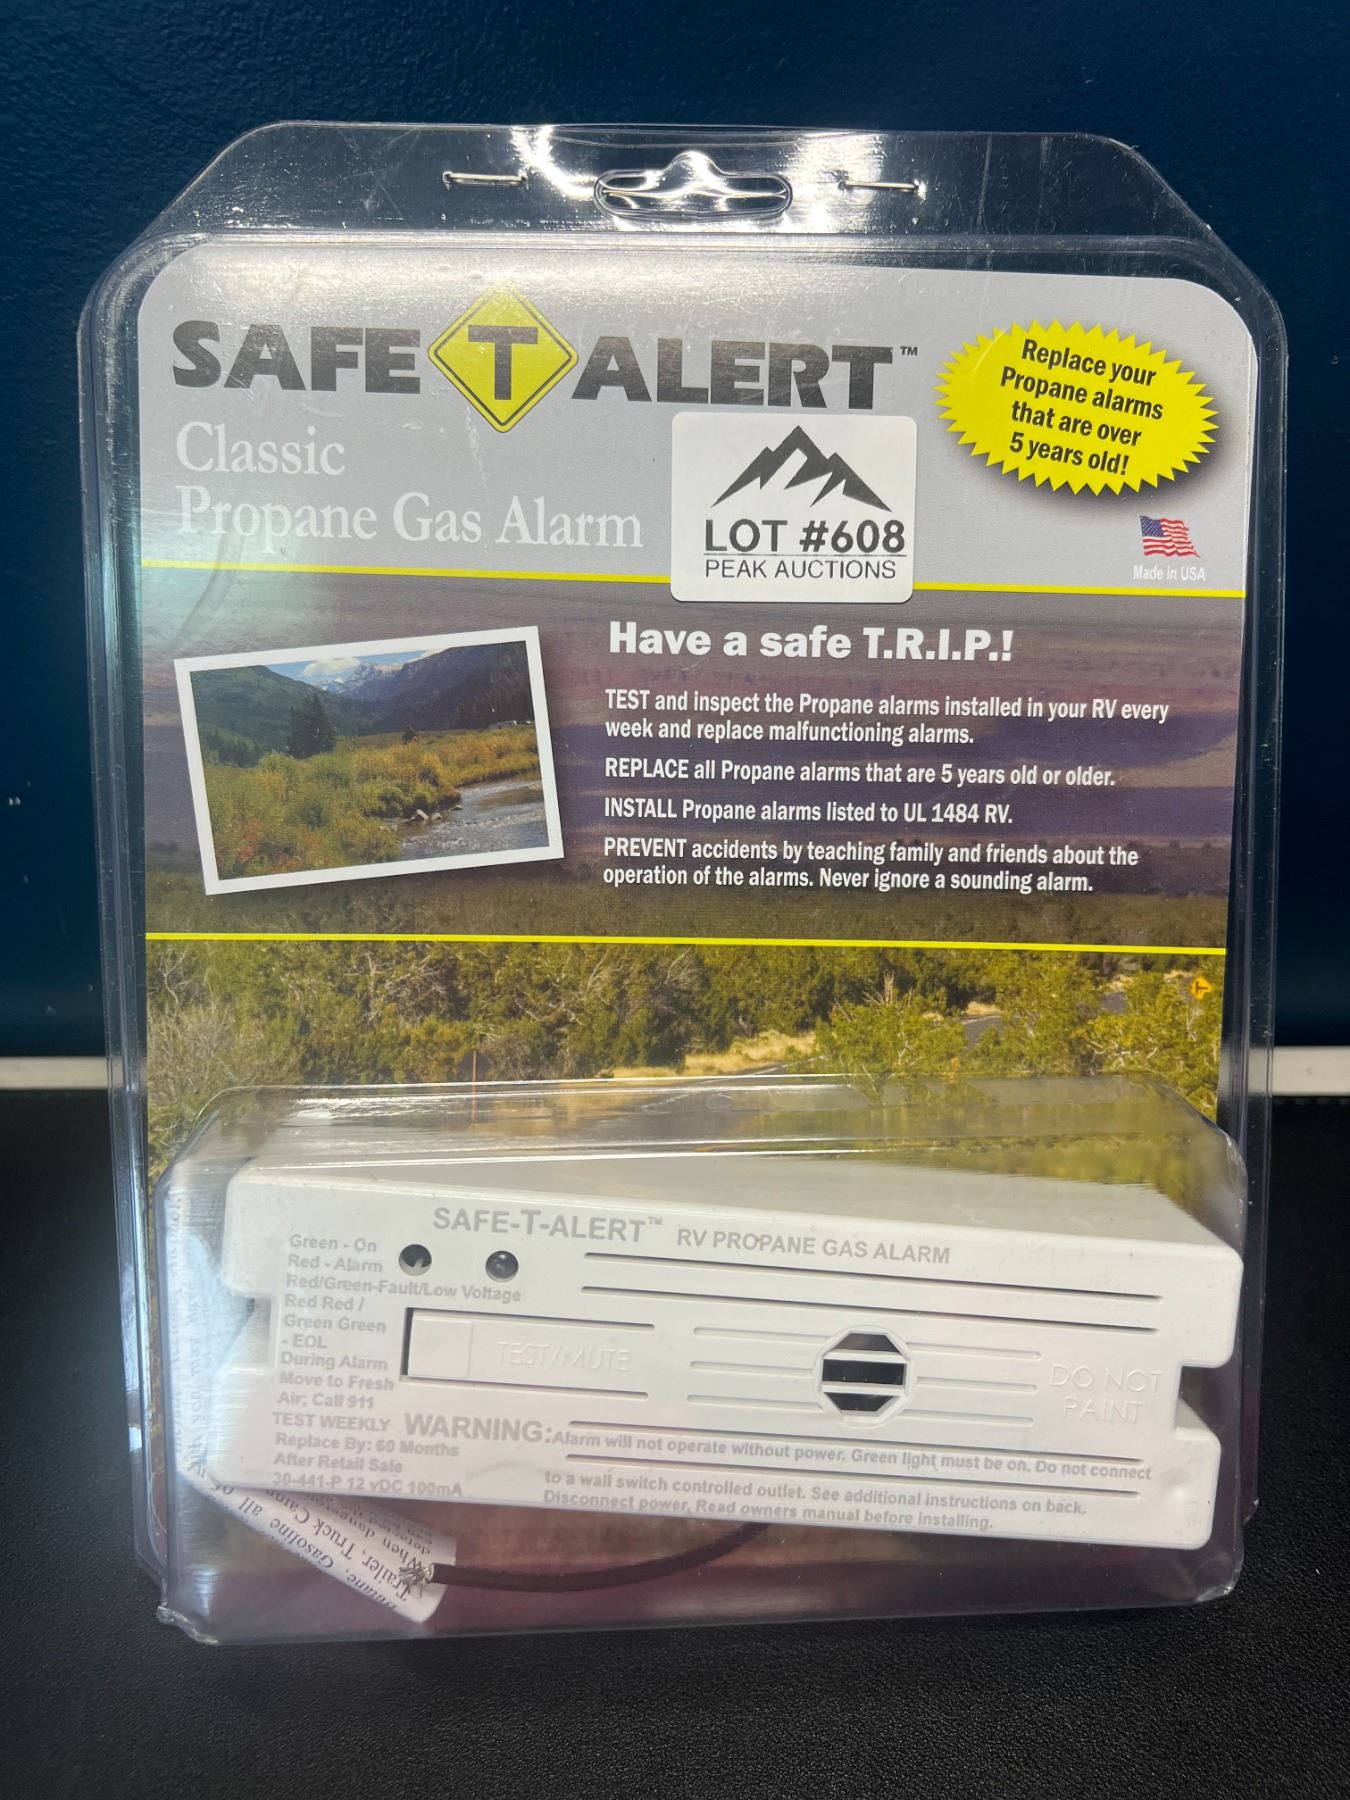 SAFE T ALERT™
Classic
Propane Gas Alarm
Replace your
Propane alarms
that are over
5 years old!
LOT #608
PEAK AUCTIONS
Made in USA
Have a safe T.R.I.P.!
TEST and inspect the Propane alarms installed in your RV every
week and replace malfunctioning alarms.
REPLACE all Propane alarms that are 5 years old or older.
INSTALL Propane alarms listed to UL 1484 RV.
PREVENT accidents by teaching family and friends about the
operation of the alarms. Never ignore a sounding alarm.
SAFE-T-ALERT™ RV PROPANE GAS ALARM
Green - On
Red - Alarm
Red/Green-Fault/Low Voltage
Red Red /
Green Green
- EOL
During Alarm
Move to Fresh
Air; Call 911
TEST WEEKLY
Replace By: 60 Months
After Retail Sale
30-441-P 12 vDC 100mA
TEST/MUTE
DO NOT
PAINT
WARNING: Alarm will not operate without power. Green light must be on. Do not connect
to a wall switch controlled outlet. See additional instructions on back.
Disconnect power, Read owners manual before installing.
Gasoline all
Trailer, Truck
When